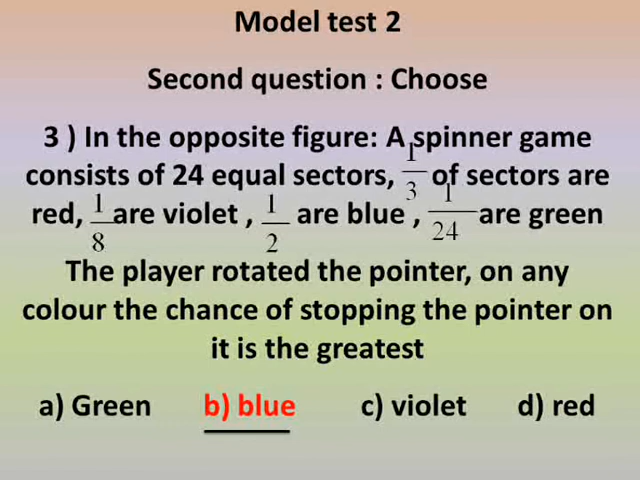 Model test 2
Second question : Choose
3 ) In the opposite figure: A spinner game
consists of 24 equal sectors, 1/3 of sectors are
red, 1/8 are violet , 1/2 are blue , 1/24 are green
The player rotated the pointer, on any
colour the chance of stopping the pointer on
it is the greatest
a) Green b) blue c) violet d) red